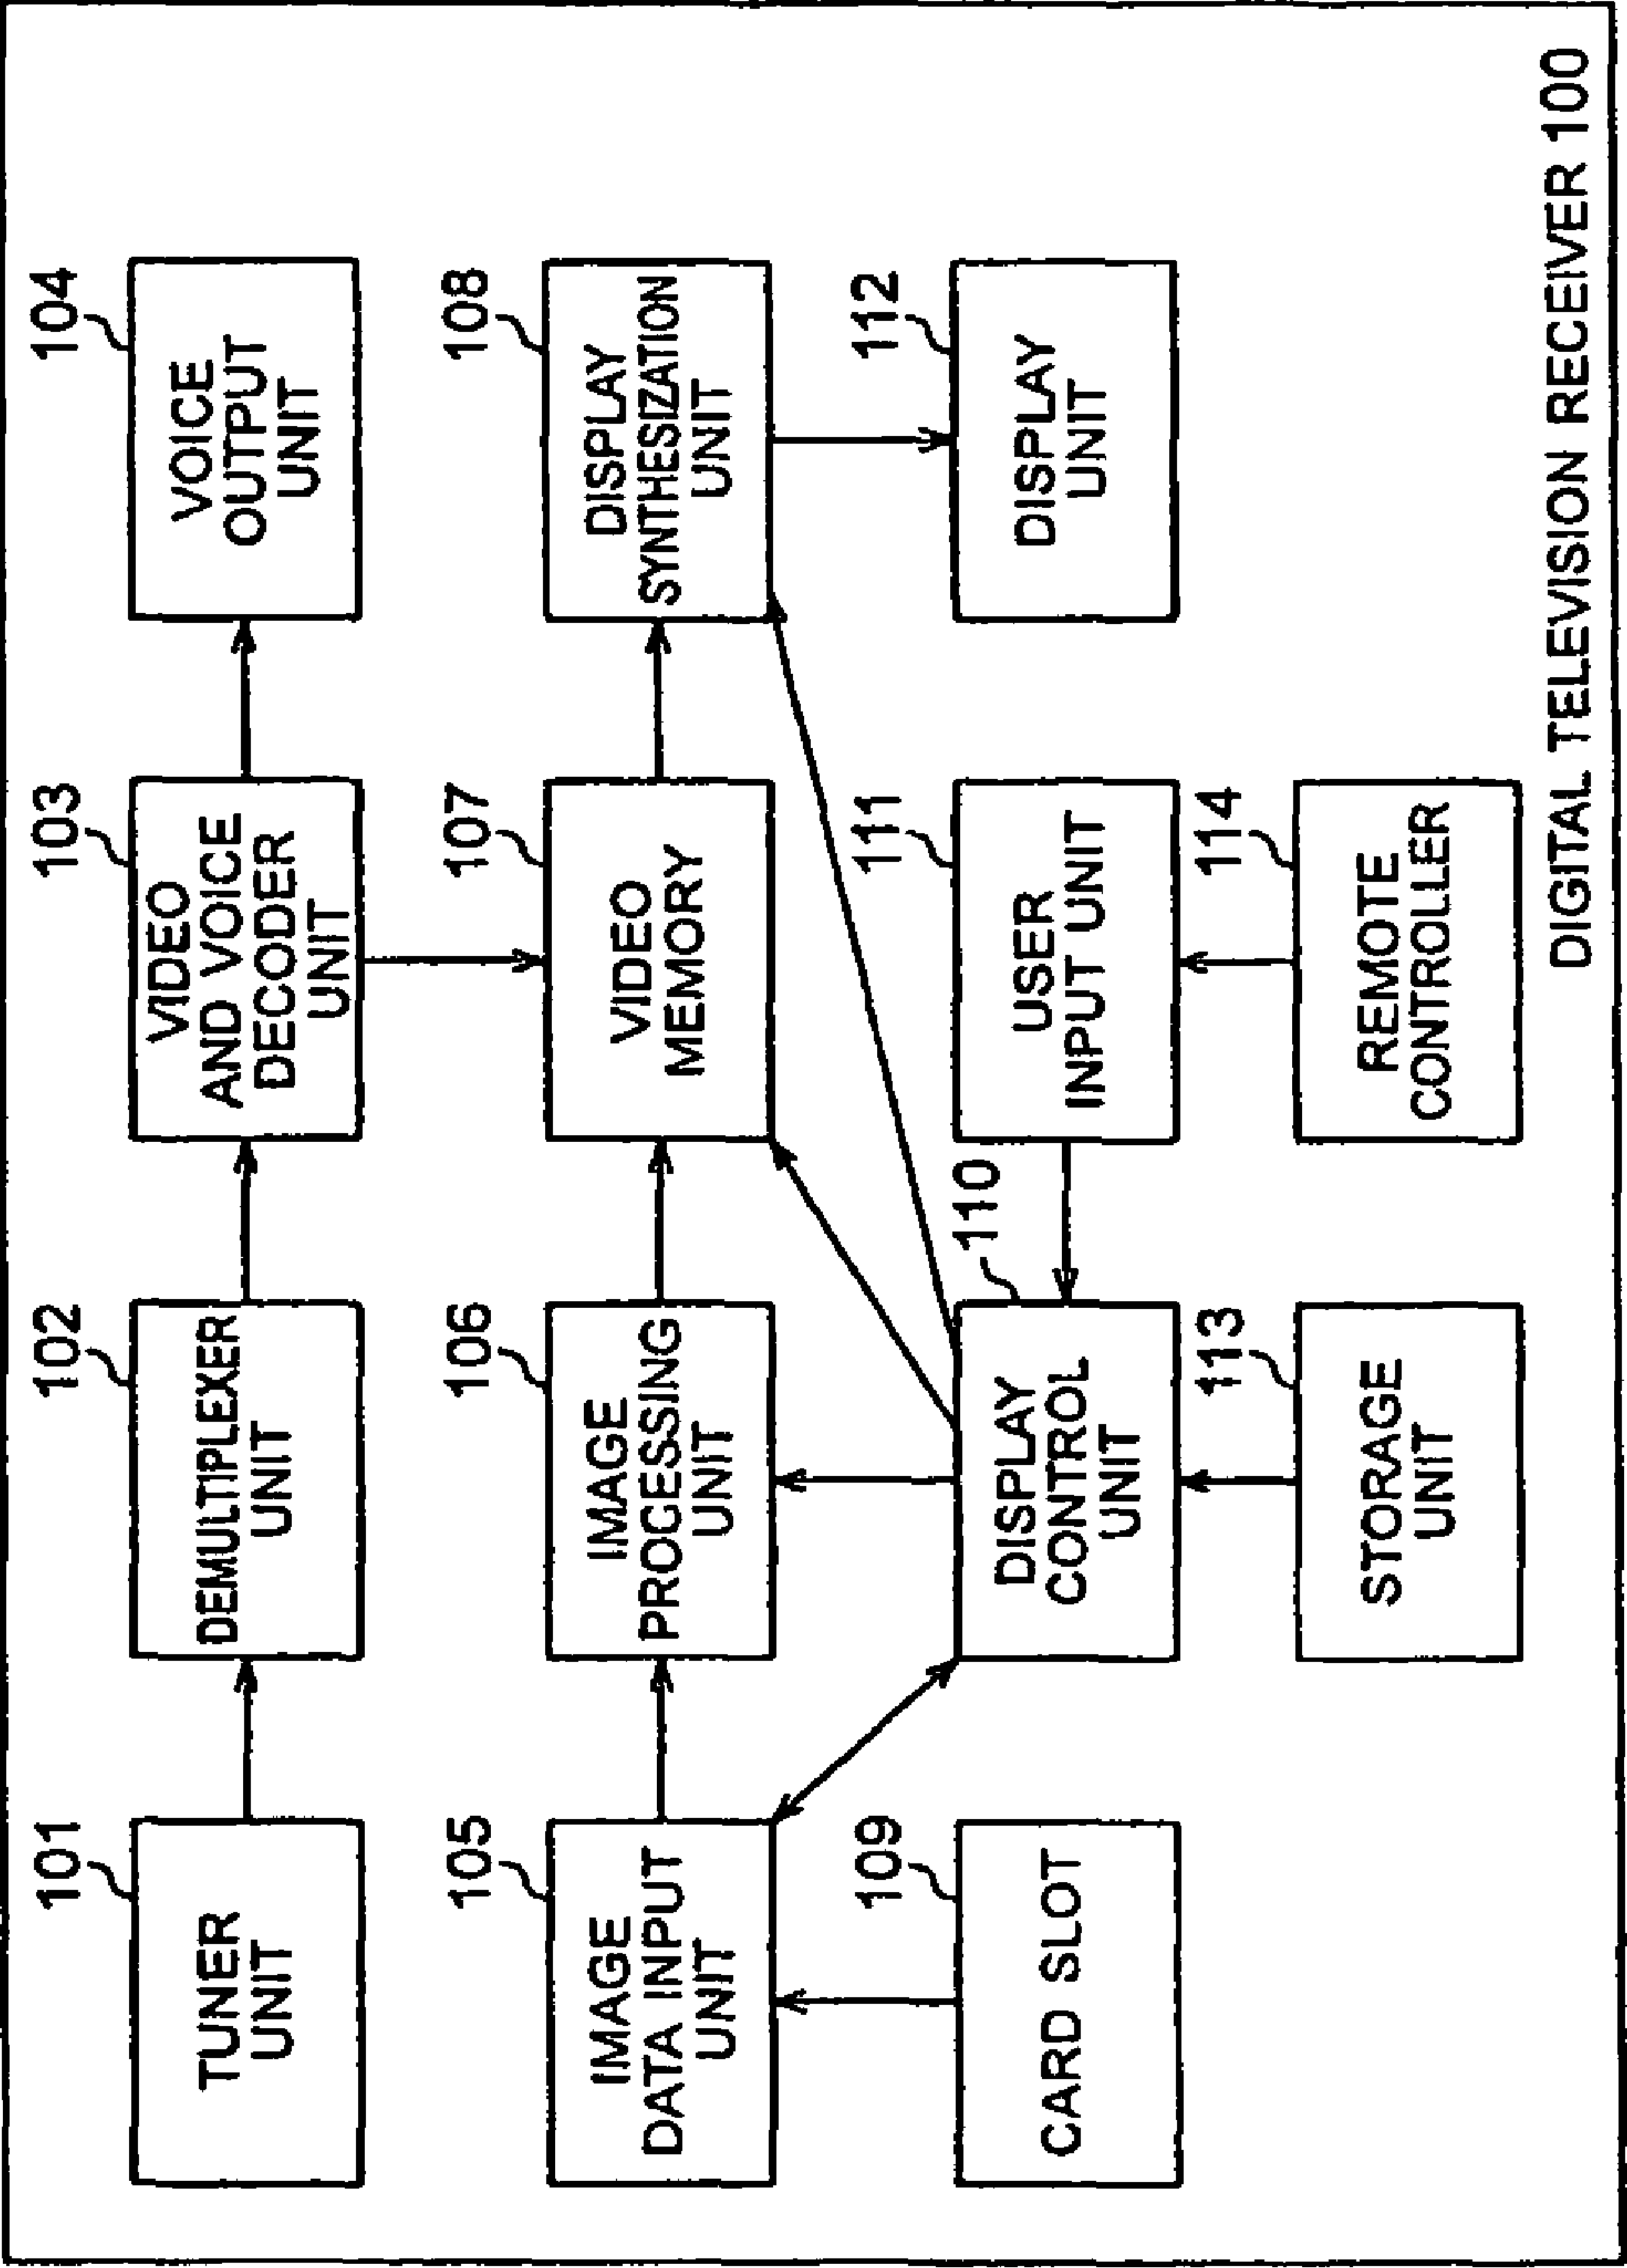 101
TUNER
UNIT
102
DEMULTIPLEXER
UNIT
103
VIDEO
AND VOICE
DECODER
UNIT
104
VOICE
OUTPUT
UNIT
105
IMAGE
DATA INPUT
UNIT
106
IMAGE
PROCESSING
UNIT
107
VIDEO
MEMORY
108
DISPLAY
SYNTHESIZATION
UNIT
109
CARD SLOT
110
DISPLAY
CONTROL
UNIT
111
USER
INPUT UNIT
112
DISPLAY
UNIT
113
STORAGE
UNIT
114
REMOTE
CONTROLLER
DIGITAL TELEVISION RECEIVER 100